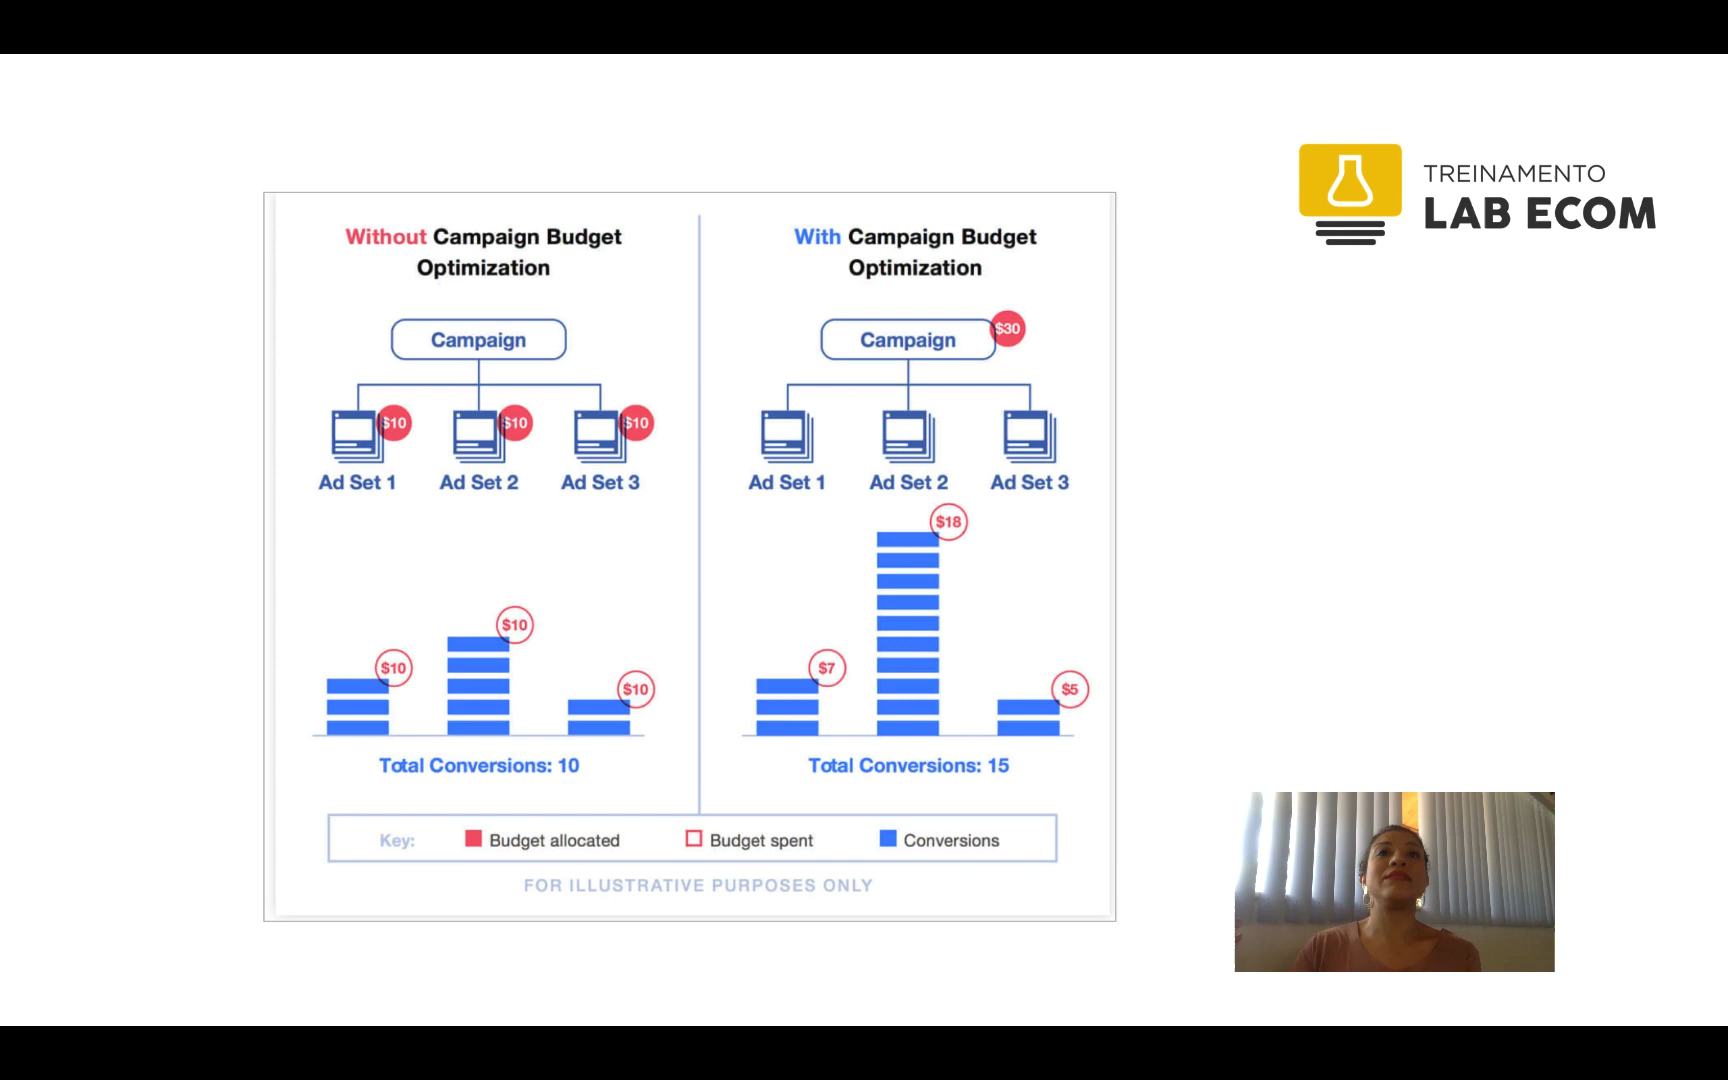 TREINAMENTO
LAB ECOM
Without Campaign Budget
Optimization
Campaign
$10
$10
$10
Ad Set 1
Ad Set 2
Ad Set 3
$10
$10
$10
Total Conversions: 10
With Campaign Budget
Optimization
Campaign
$30
Ad Set 1
Ad Set 2
Ad Set 3
$18
$7
$5
Total Conversions: 15
Key:
Budget allocated
Budget spent
Conversions
FOR ILLUSTRATIVE PURPOSES ONLY